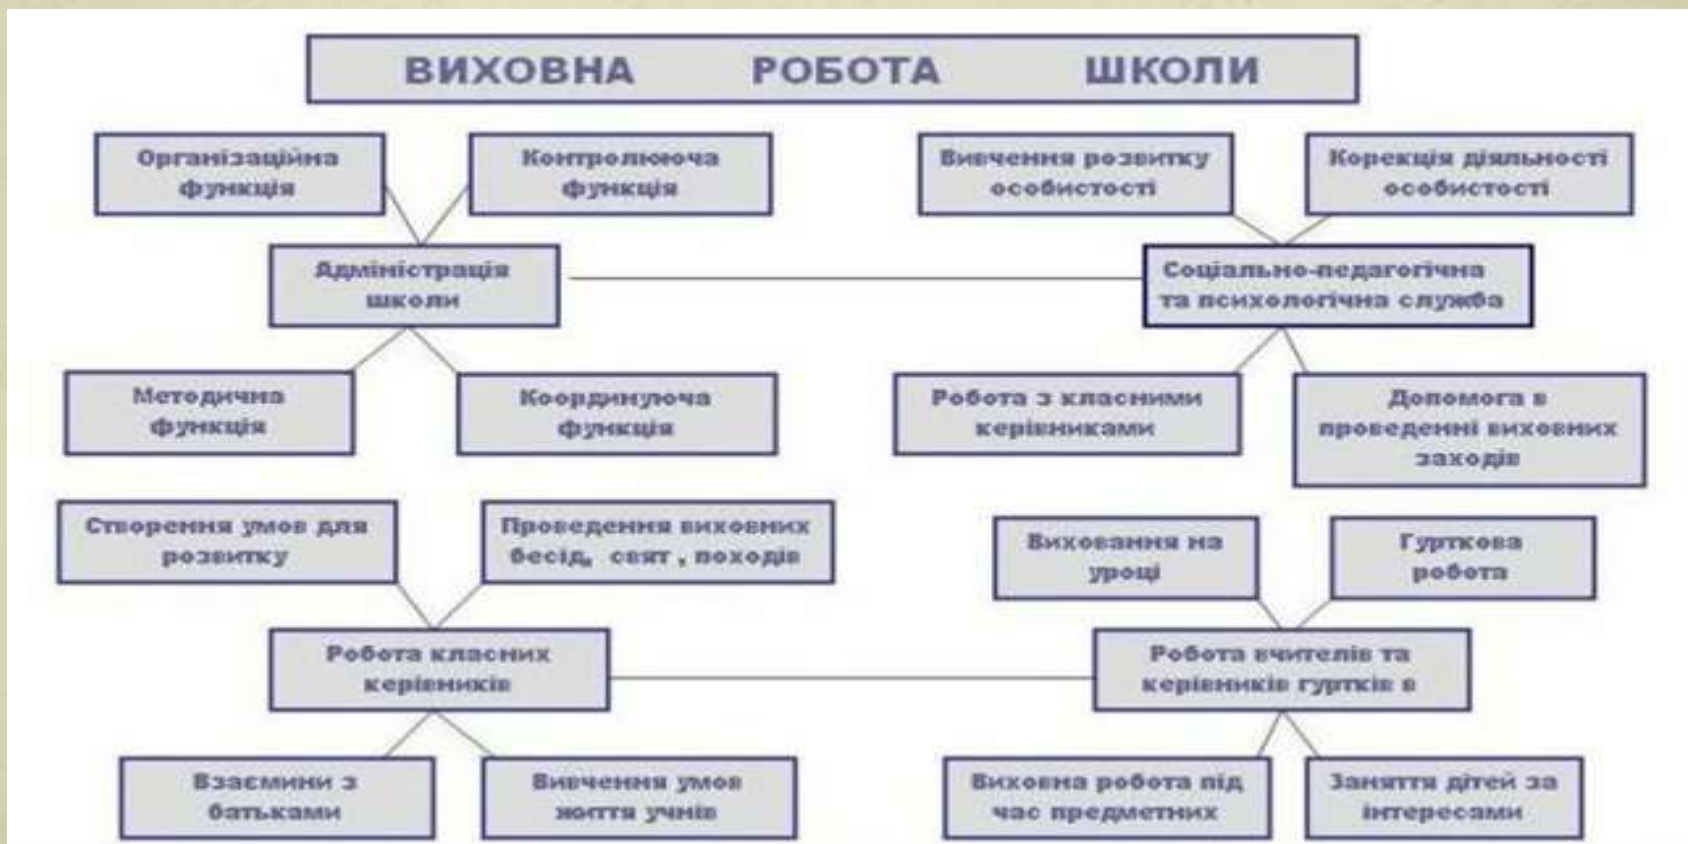 ВИХОВНА РОБОТА ШКОЛИ
Організаційна
функція
Контролююча
функція
Вивчення розвитку
особистості
Корекція діяльності
особистості
Адміністрація
школи
Соціально-педагогічна
та психологічна служба
Методична
функція
Координуюча
функція
Робота з класними
керівниками
Допомога в
проведенні виховних
заходів
Створення умов для
розвитку
Проведення виховних
бесід, свят , походів
Виховання на
уроці
Гурткова
робота
Робота класних
керівників
Робота вчителів та
керівників гуртків в
Взаємини з
батьками
Вивчення умов
життя учнів
Виховна робота під
час предметних
Заняття дітей за
інтересами